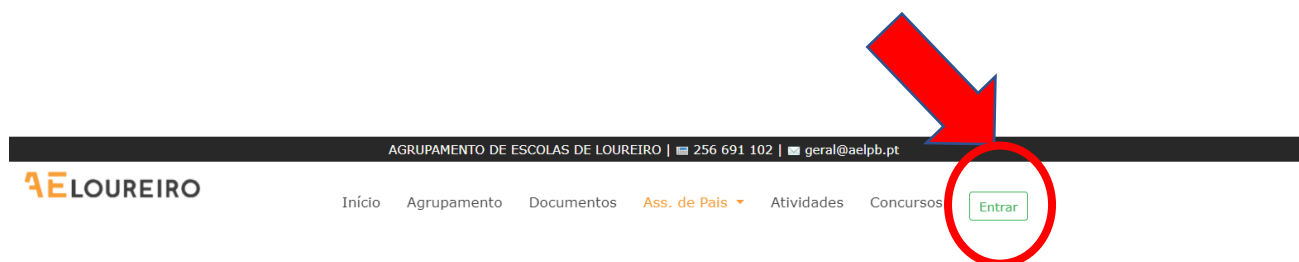 AGRUPAMENTO DE ESCOLAS DE LOUREIRO | 256 691 102 | geral@aelpb.pt
AELOUREIRO
Início Agrupamento Documentos Ass. de Pais Atividades Concursos Entrar